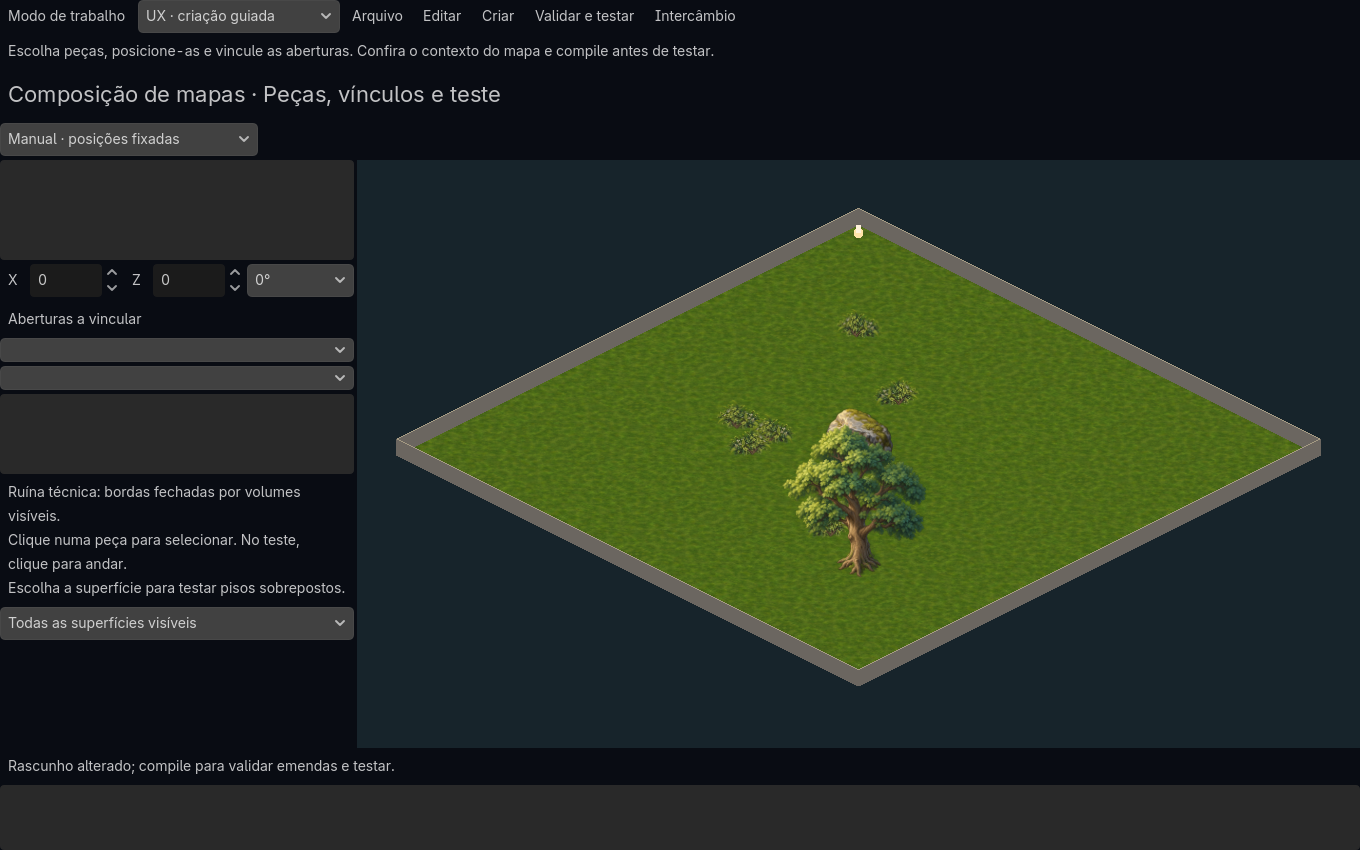 Modo de trabalho
UX · criação guiada
Arquivo
Editar
Criar
Validar e testar
Intercâmbio
Escolha peças, posicione-as e vincule as aberturas. Confira o contexto do mapa e compile antes de testar.
Composição de mapas · Peças, vínculos e teste
Manual · posições fixadas
X
0
Z
0
0°
Aberturas a vincular
Ruína técnica: bordas fechadas por volumes
visíveis.
Clique numa peça para selecionar. No teste,
clique para andar.
Escolha a superfície para testar pisos sobrepostos.
Todas as superfícies visíveis
Rascunho alterado; compile para validar emendas e testar.